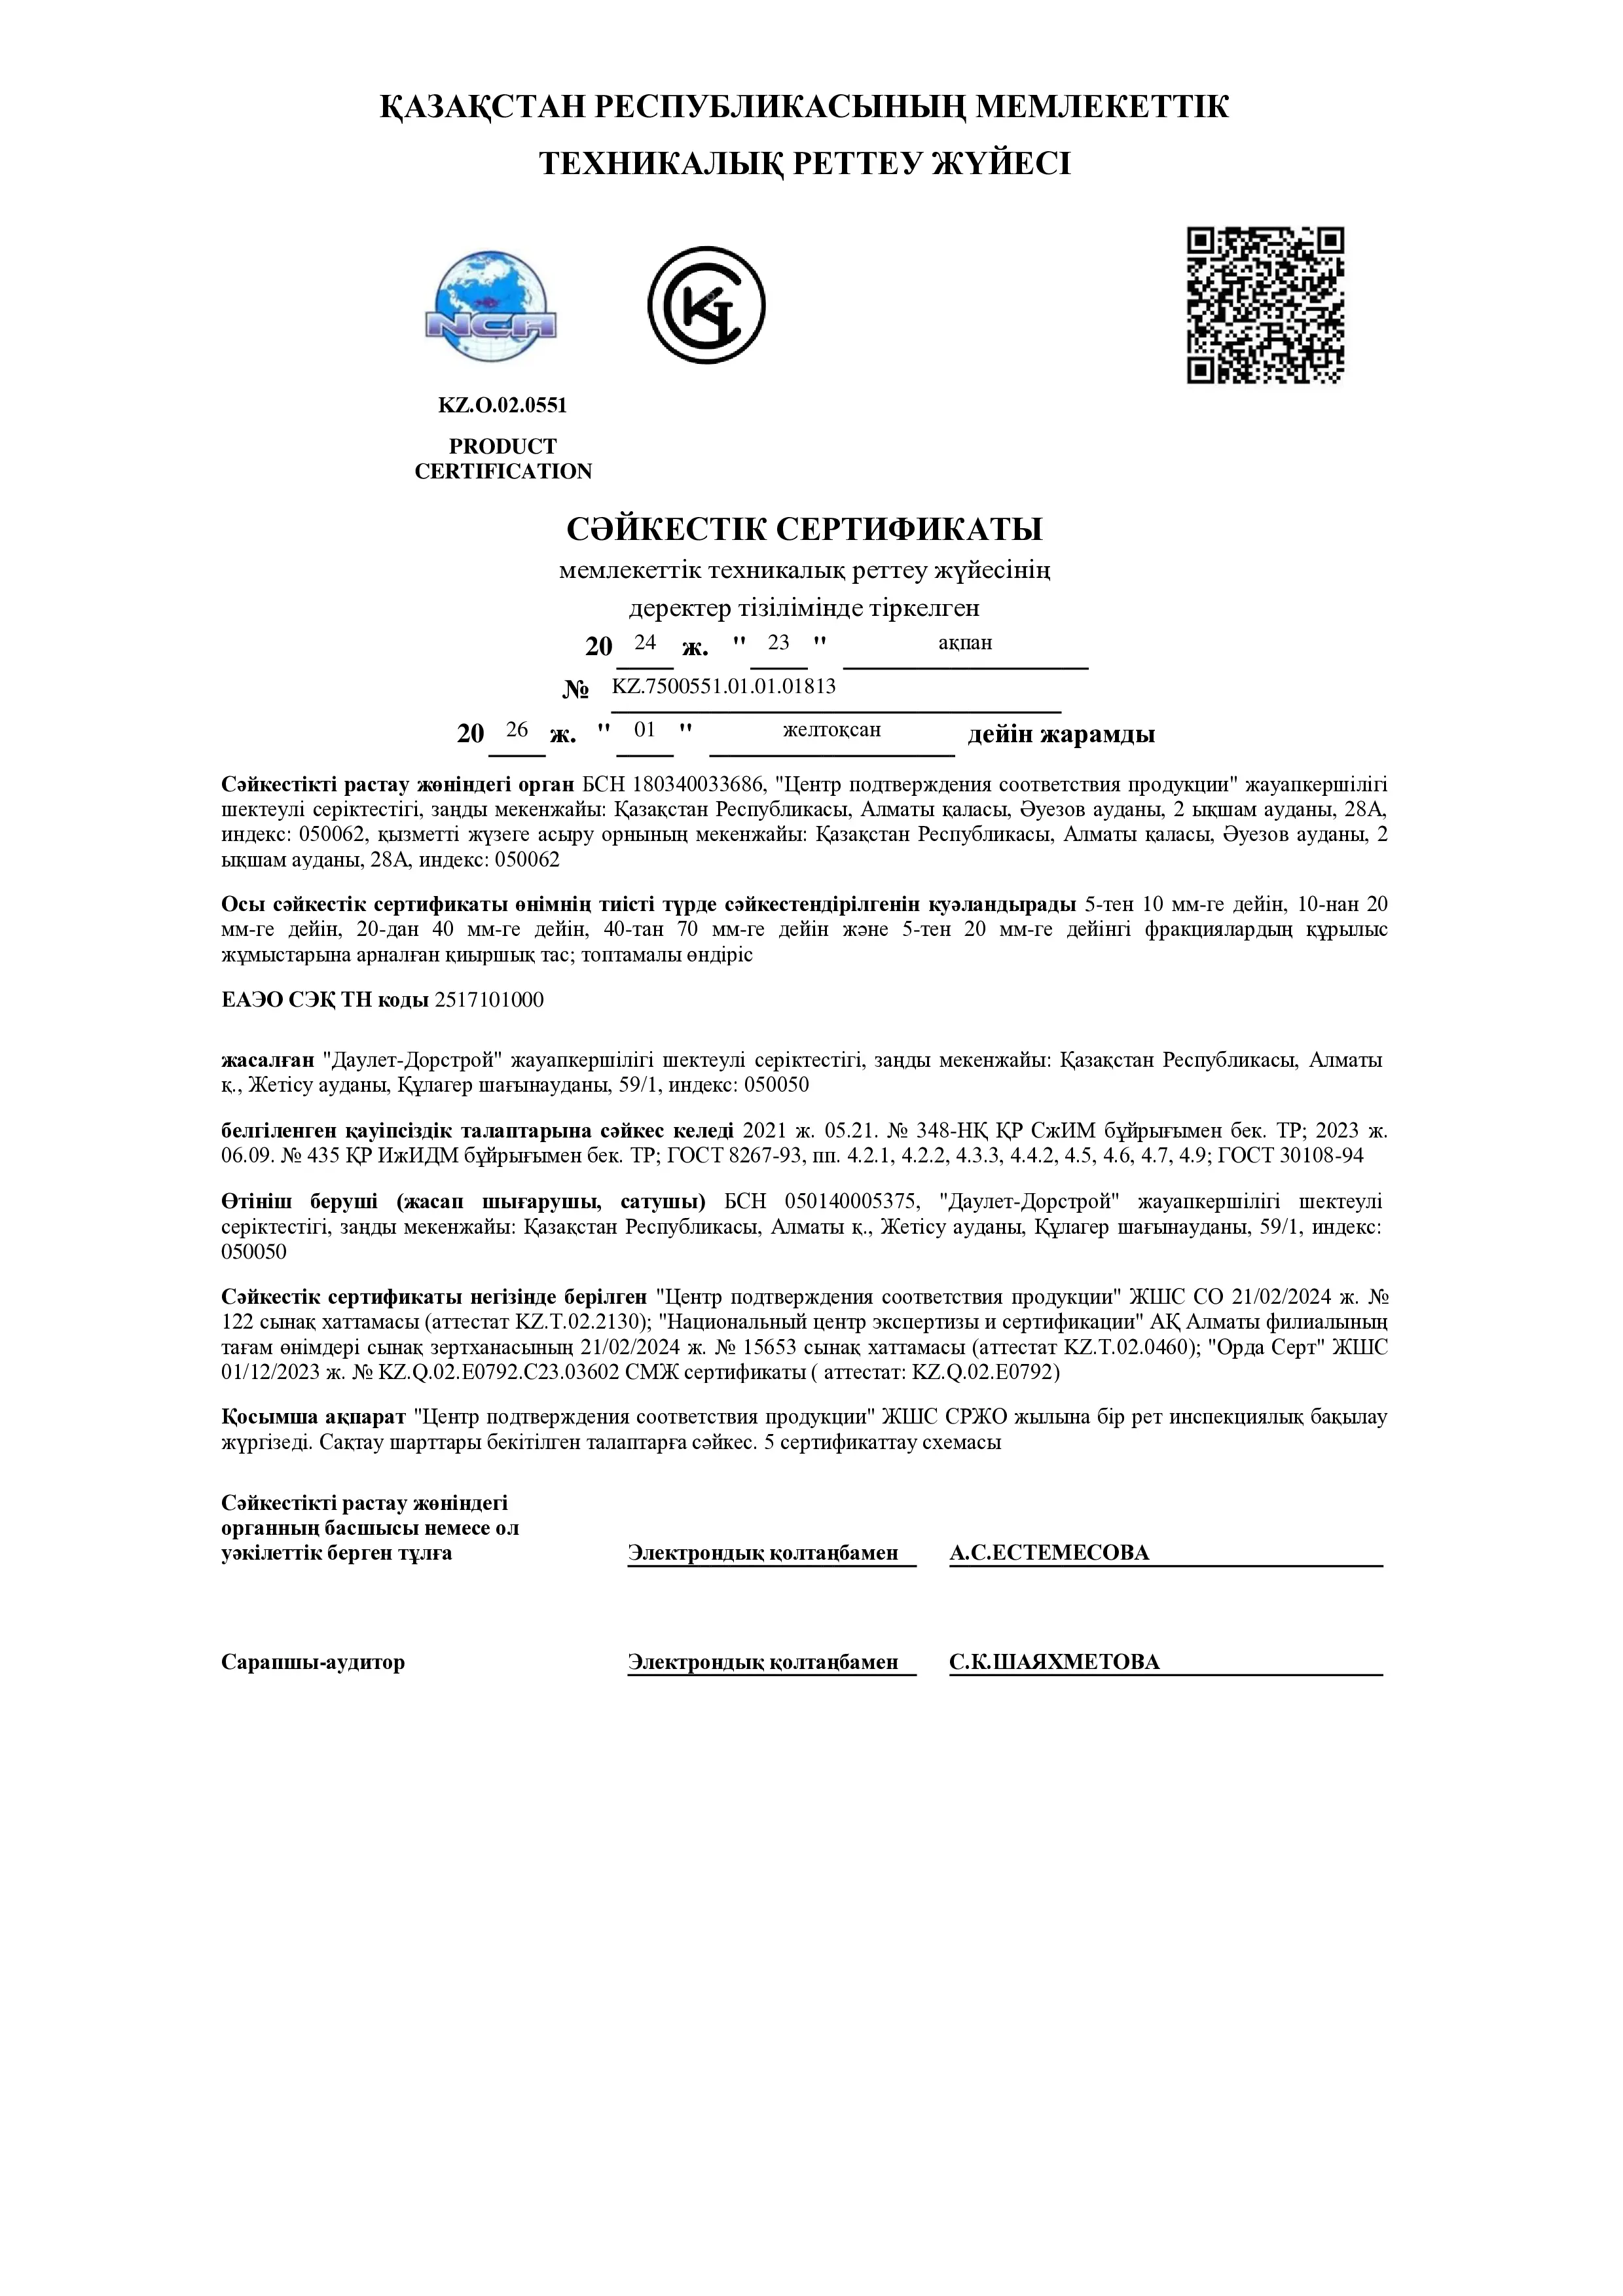 ҚАЗАҚСТАН РЕСПУБЛИКАСЫНЫҢ МЕМЛЕКЕТТІК
ТЕХНИКАЛЫҚ РЕТТЕУ ЖҮЙЕСІ
NCA
KZ.O.02.0551
PRODUCT
CERTIFICATION
СӘЙКЕСТІК СЕРТИФИКАТЫ
мемлекеттік техникалық реттеу жүйесінің
деректер тізілімінде тіркелген
20 24 ж. " 23 " ақпан
№ KZ.7500551.01.01.01813
20 26 ж. " 01 " желтоқсан дейін жарамды
Сәйкестікті растау жөніндегі орган БСН 180340033686, "Центр подтверждения соответствия продукции" жауапкершілігі
шектеулі серіктестігі, заңды мекенжайы: Қазақстан Республикасы, Алматы қаласы, Әуезов ауданы, 2 ықшам ауданы, 28А,
индекс: 050062, қызметті жүзеге асыру орнының мекенжайы: Қазақстан Республикасы, Алматы қаласы, Әуезов ауданы, 2
ықшам ауданы, 28А, индекс: 050062
Осы сәйкестік сертификаты өнімнің тиісті түрде сәйкестендірілгенін куәландырады 5-тен 10 мм-ге дейін, 10-нан 20
мм-ге дейін, 20-дан 40 мм-ге дейін, 40-тан 70 мм-ге дейін және 5-тен 20 мм-ге дейінгі фракциялардың құрылыс
жұмыстарына арналған қиыршық тас; топтамалы өндіріс
ЕАЭО СЭҚ ТН коды 2517101000
жасалған "Даулет-Дорстрой" жауапкершілігі шектеулі серіктестігі, заңды мекенжайы: Қазақстан Республикасы, Алматы
қ., Жетісу ауданы, Құлагер шағынауданы, 59/1, индекс: 050050
белгіленген қауіпсіздік талаптарына сәйкес келеді 2021 ж. 05.21. № 348-НҚ ҚР СжИМ бұйрығымен бек. ТР; 2023 ж.
06.09. № 435 ҚР ИжИДМ бұйрығымен бек. ТР; ГОСТ 8267-93, пп. 4.2.1, 4.2.2, 4.3.3, 4.4.2, 4.5, 4.6, 4.7, 4.9; ГОСТ 30108-94
Өтініш беруші (жасап шығарушы, сатушы) БСН 050140005375, "Даулет-Дорстрой" жауапкершілігі шектеулі
серіктестігі, заңды мекенжайы: Қазақстан Республикасы, Алматы қ., Жетісу ауданы, Құлагер шағынауданы, 59/1, индекс:
050050
Сәйкестік сертификаты негізінде берілген "Центр подтверждения соответствия продукции" ЖШС СО 21/02/2024 ж. №
122 сынақ хаттамасы (аттестат KZ.T.02.2130); "Национальный центр экспертизы и сертификации" АҚ Алматы филиалының
тағам өнімдері сынақ зертханасының 21/02/2024 ж. № 15653 сынақ хаттамасы (аттестат KZ.T.02.0460); "Орда Серт" ЖШС
01/12/2023 ж. № KZ.Q.02.E0792.C23.03602 СМЖ сертификаты ( аттестат: KZ.Q.02.E0792)
Қосымша ақпарат "Центр подтверждения соответствия продукции" ЖШС СРЖО жылына бір рет инспекциялық бақылау
жүргізеді. Сақтау шарттары бекітілген талаптарға сәйкес. 5 сертификаттау схемасы
Сәйкестікті растау жөніндегі
органның басшысы немесе ол
уәкілеттік берген тұлға Электрондық қолтаңбамен А.С.ЕСТЕМЕСОВА
Сарапшы-аудитор Электрондық қолтаңбамен С.К.ШАЯХМЕТОВА